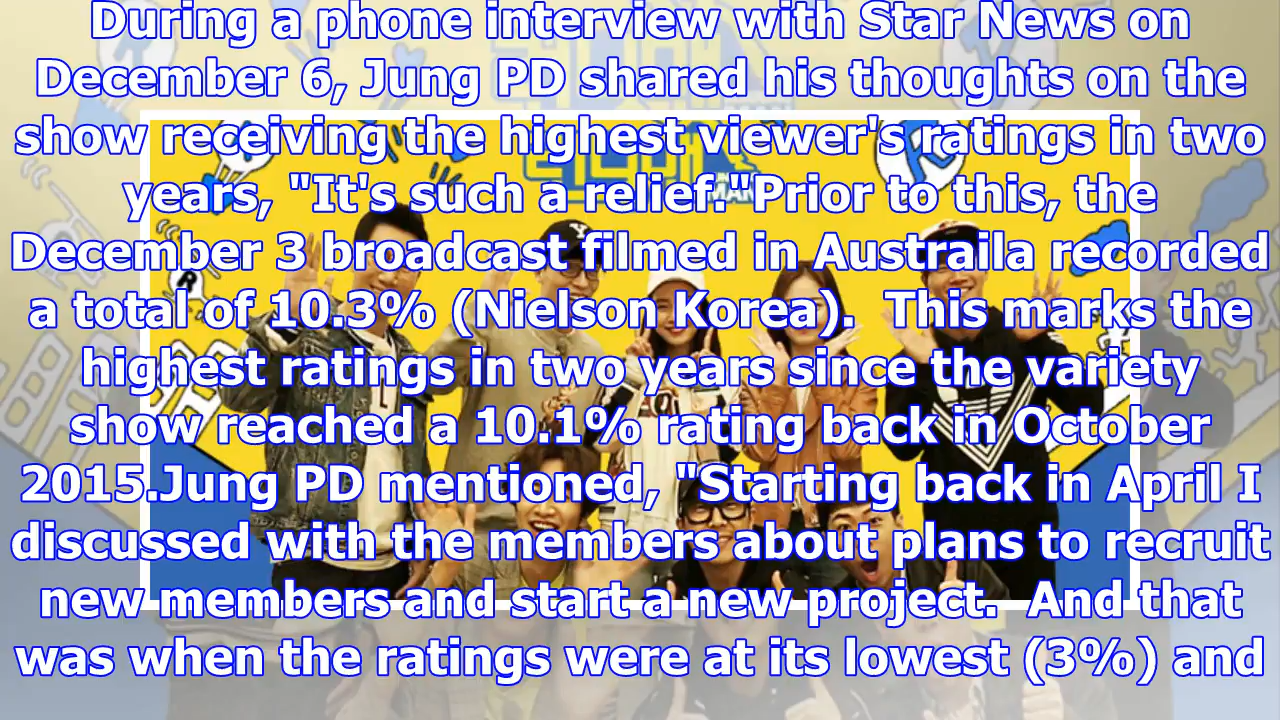 During a phone interview with Star News on
December 6, Jung PD shared his thoughts on the
show receiving the highest viewer's ratings in two
years, "It's such a relief."Prior to this, the
December 3 broadcast filmed in Austraila recorded
a total of 10.3% (Nielson Korea).  This marks the
highest ratings in two years since the variety
show reached a 10.1% rating back in October
2015.Jung PD mentioned, "Starting back in April I
discussed with the members about plans to recruit
new members and start a new project.  And that
was when the ratings were at its lowest (3%) and